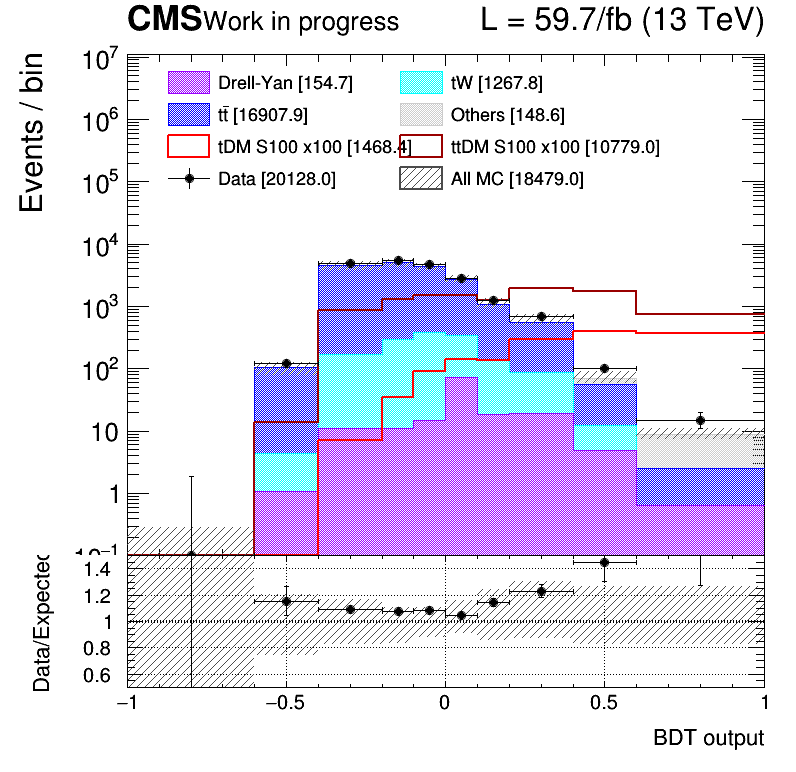 CMS Work in progress L = 59.7/fb (13 TeV)
Events / bin
10⁷
10⁶
10⁵
10⁴
10³
10²
10
1
10⁻¹
Drell-Yan [154.7] tW [1267.8]
tt̄ [16907.9] Others [148.6]
tDM S100 x100 [1468.4] ttDM S100 x100 [10779.0]
Data [20128.0] All MC [18479.0]
Data/Expected
1.4
1.2
1
0.8
0.6
−1 −0.5 0 0.5 1
BDT output